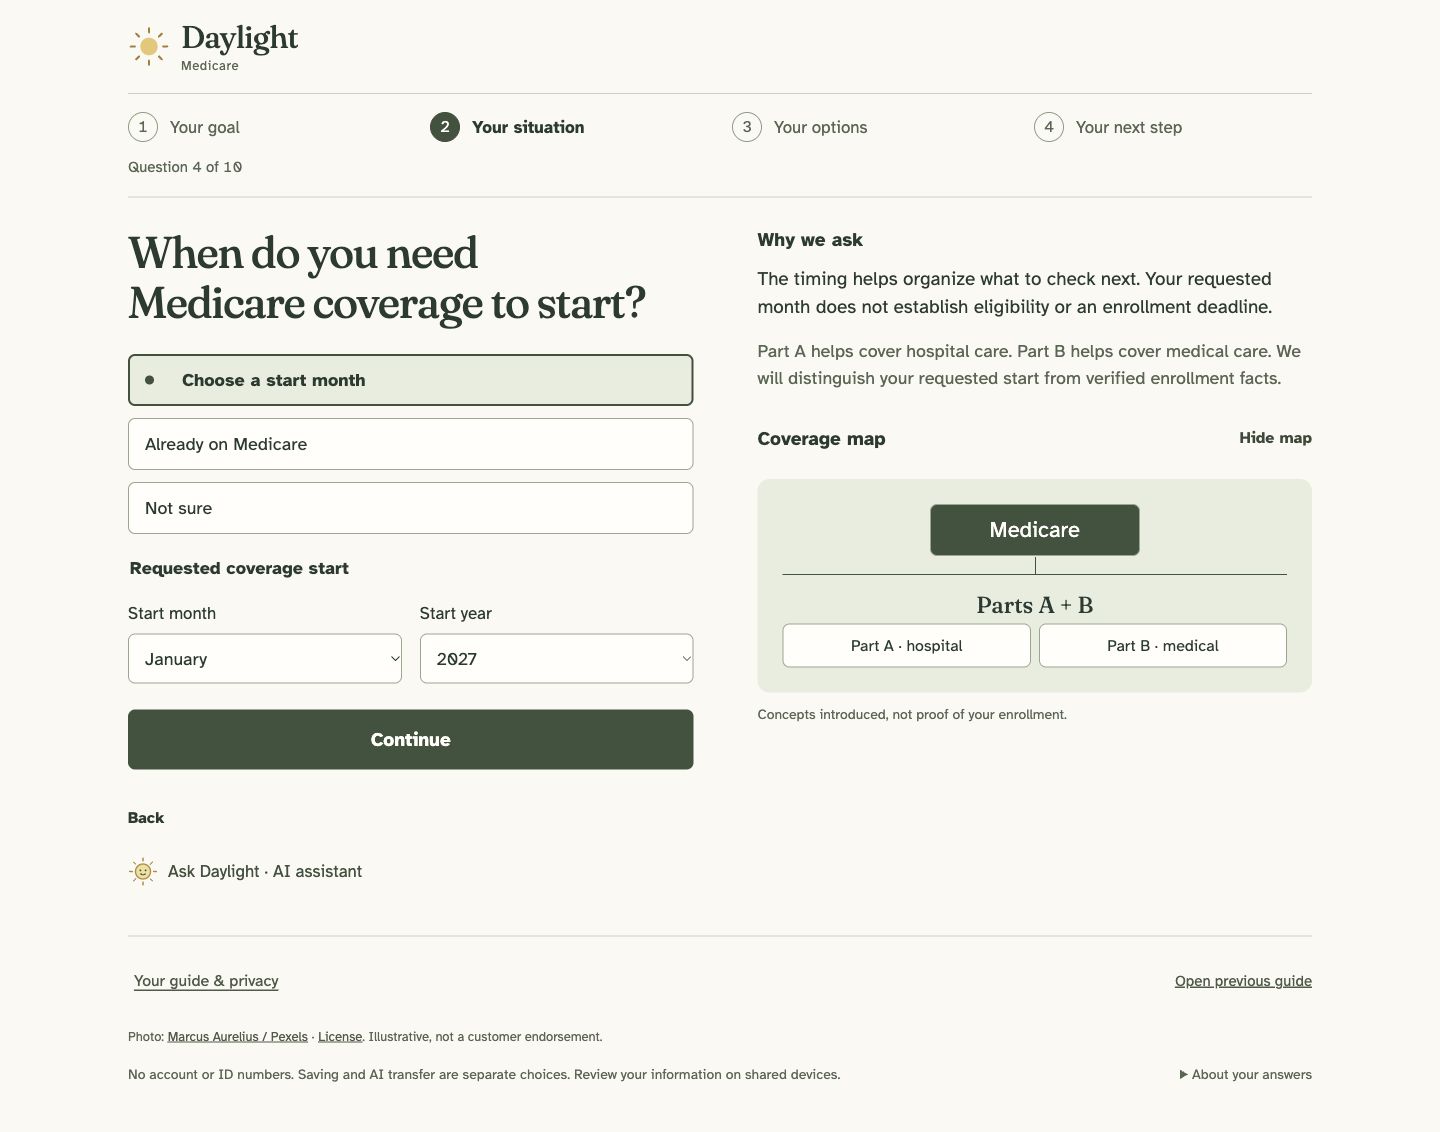 Daylight
Medicare
1 Your goal
2 Your situation
3 Your options
4 Your next step
Question 4 of 10
When do you need
Medicare coverage to start?
Choose a start month
Already on Medicare
Not sure
Requested coverage start
Start month
Start year
January
2027
Continue
Back
Ask Daylight · AI assistant
Why we ask
The timing helps organize what to check next. Your requested
month does not establish eligibility or an enrollment deadline.
Part A helps cover hospital care. Part B helps cover medical care. We
will distinguish your requested start from verified enrollment facts.
Coverage map
Hide map
Medicare
Parts A + B
Part A · hospital
Part B · medical
Concepts introduced, not proof of your enrollment.
Your guide & privacy
Open previous guide
Photo: Marcus Aurelius / Pexels · License. Illustrative, not a customer endorsement.
No account or ID numbers. Saving and AI transfer are separate choices. Review your information on shared devices.
About your answers